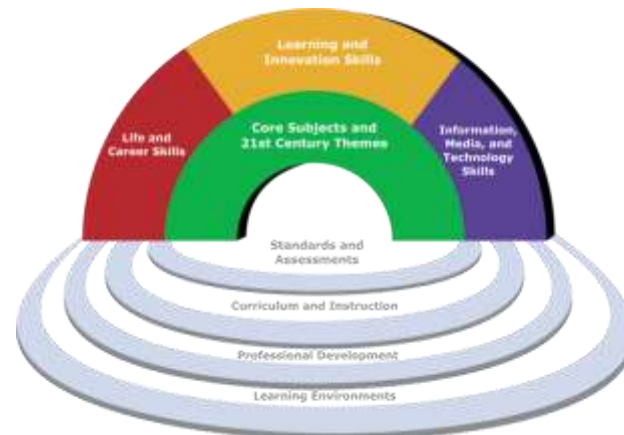 Learning and
Innovation Skills
Life and
Career Skills
Core Subjects and
21st Century Themes
Information,
Media, and
Technology
Skills
Standards and
Assessments
Curriculum and Instruction
Professional Development
Learning Environments